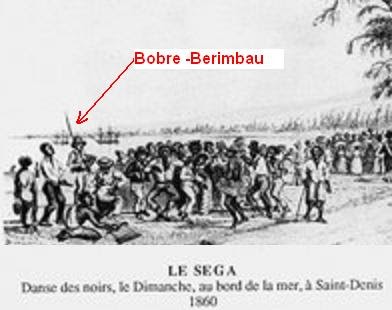 Bobre -Berimbau
LE SEGA
Danse des noirs, le Dimanche, au bord de la mer, à Saint-Denis
1860